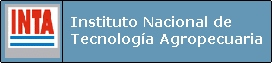 INTA
Instituto Nacional de
Tecnología Agropecuaria